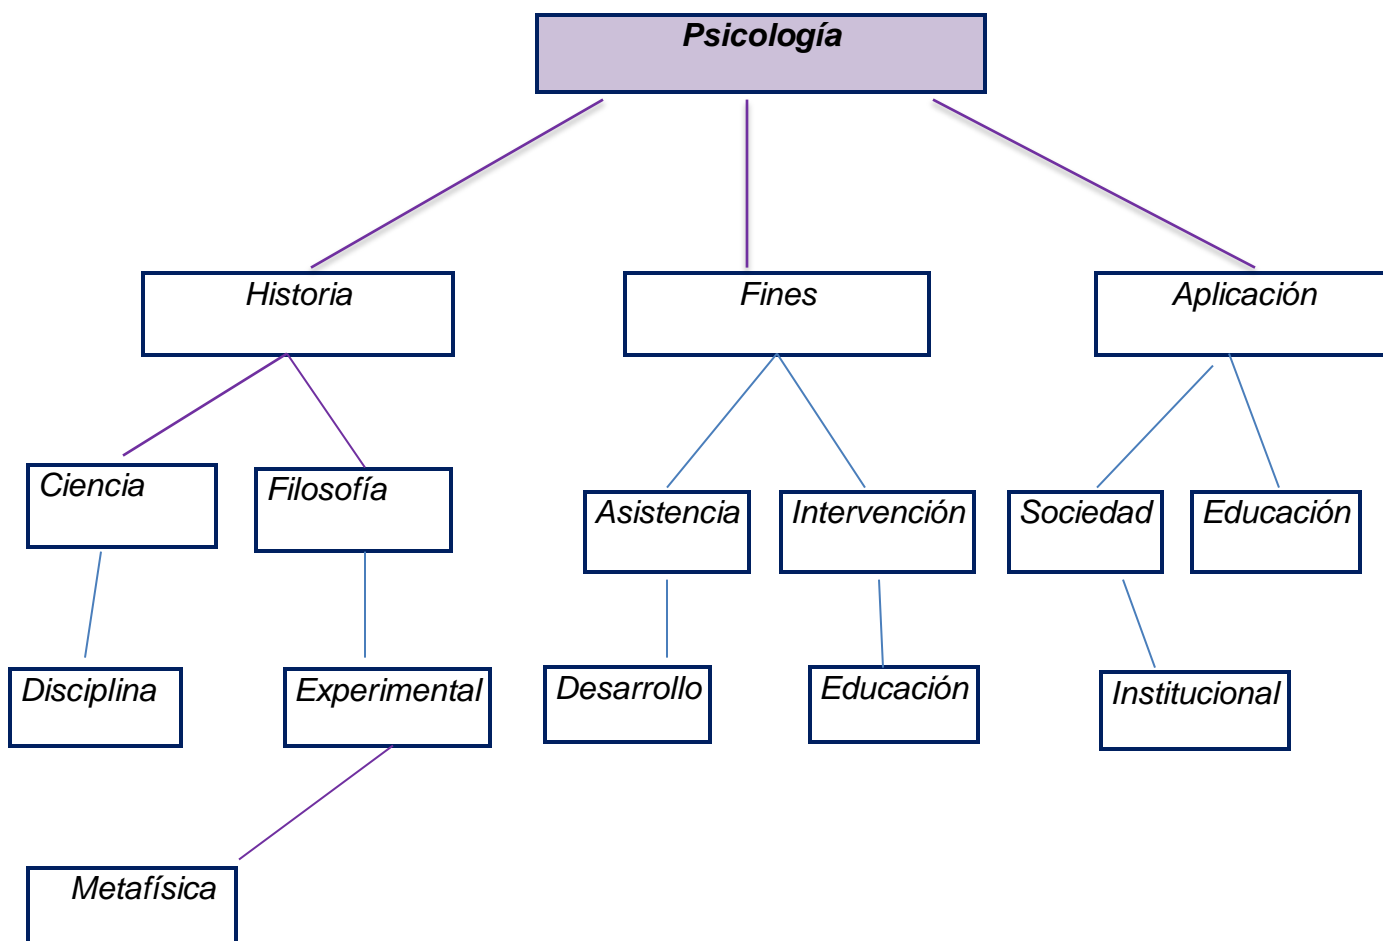 Psicología
Historia
Fines
Aplicación
Ciencia
Filosofía
Asistencia
Intervención
Sociedad
Educación
Disciplina
Experimental
Desarrollo
Educación
Institucional
Metafísica